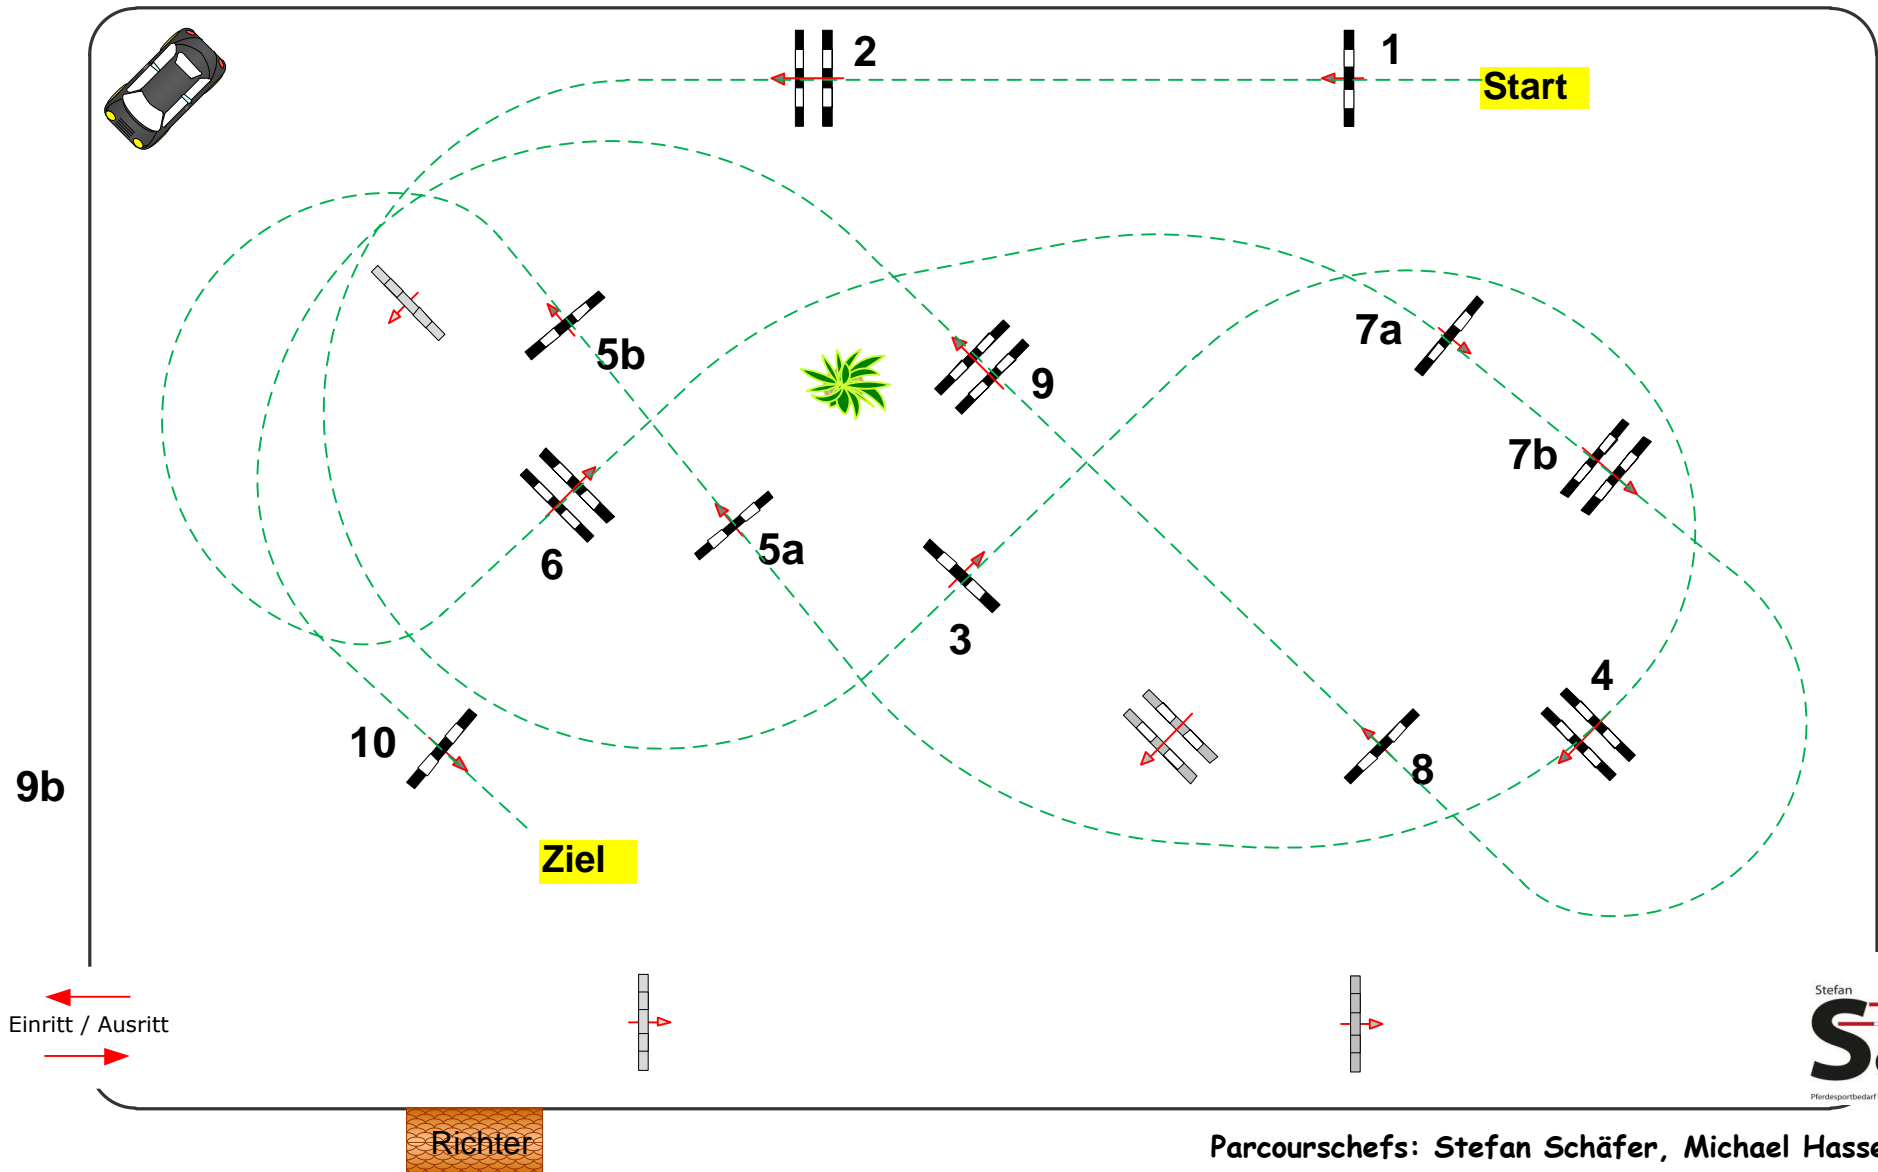 2
1
Start
5b
7a
9
7b
6
5a
3
4
10
8
9b
Ziel
Einritt / Ausritt
Stefan
Pferdesportbedarf
Richter
Parcourschefs: Stefan Schäfer, Michael Hasse